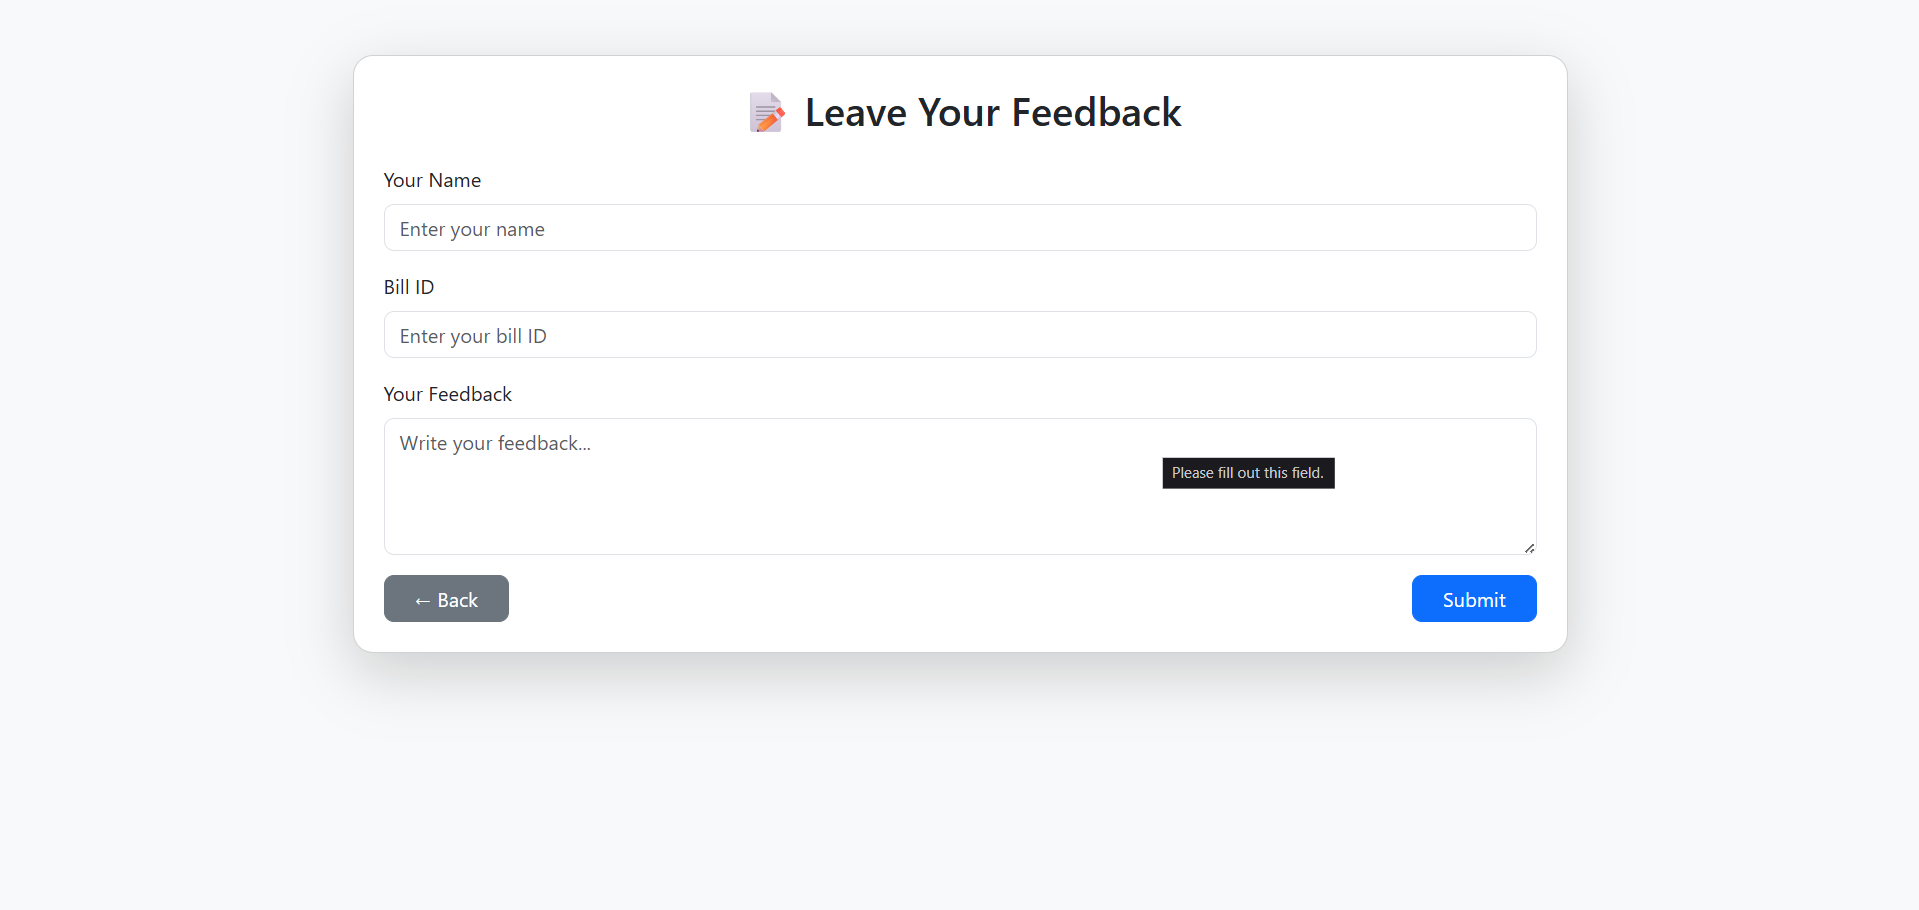 Leave Your Feedback
Your Name
Enter your name
Bill ID
Enter your bill ID
Your Feedback
Write your feedback...
Please fill out this field.
← Back
Submit